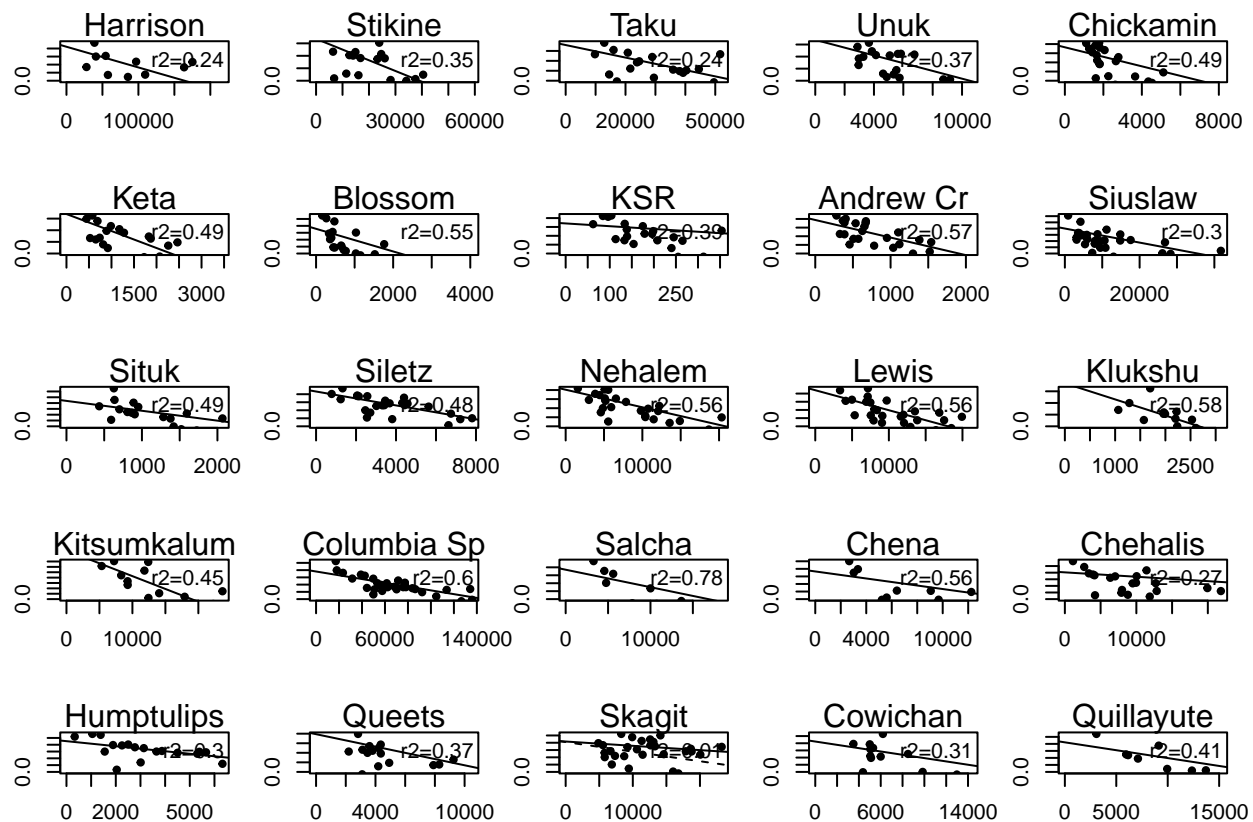 Harrison Stikine Taku Unuk Chickamin
r2=0.24 r2=0.35 r2=0.24 r2=0.37 r2=0.49
0.0 0.0 0.0 0.0 0.0
0 100000 0 30000 60000 20000 50000 0 4000 10000 0 4000 8000
Keta Blossom KSR Andrew Cr Siuslaw
r2=0.49 r2=0.55 r2=0.39 r2=0.57 r2=0.3
0.0 0.0 0.0 0.0 0.0
0 1500 3000 0 2000 4000 0 100 250 0 1000 2000 0 20000
Situk Siletz Nehalem Lewis Klukshu
r2=0.49 r2=0.48 r2=0.56 r2=0.56 r2=0.58
0.0 0.0 0.0 0.0 0.0
0 1000 2000 0 4000 8000 0 10000 0 10000 0 1000 2500
Kitsumkalum Columbia Sp Salcha Chena Chehalis
r2=0.45 r2=0.6 r2=0.78 r2=0.56 r2=0.27
0.0 0.0 0.0 0.0 0.0
0 10000 0 60000 140000 0 10000 0 4000 10000 0 10000
Humptulips Queets Skagit Cowichan Quillayute
r2=0.3 r2=0.37 r2=0.01 r2=0.31 r2=0.41
0.0 0.0 0.0 0.0 0.0
0 2000 5000 0 4000 10000 0 10000 0 6000 14000 0 5000 15000